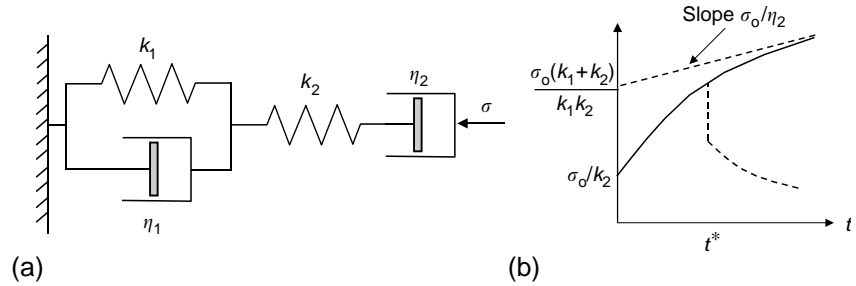 k₁
k₂
η₂
σ
η₁
(a)
Slope σₒ/η₂
σₒ(k₁+k₂)
k₁k₂
σₒ/k₂
t*
t
(b)